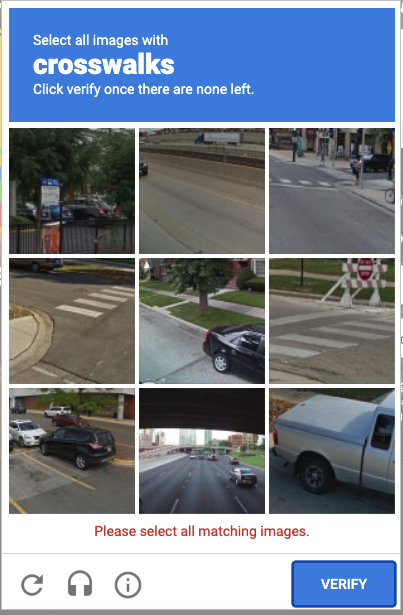 Select all images with
crosswalks
Click verify once there are none left.
Please select all matching images.
VERIFY